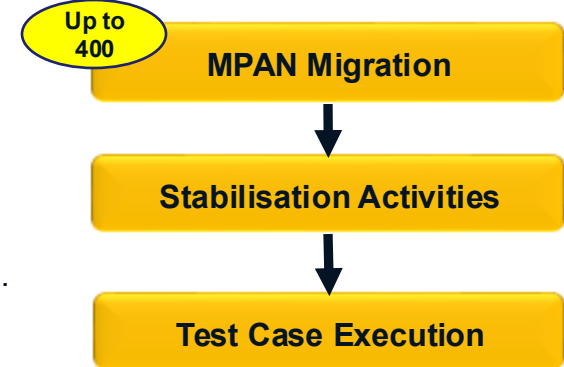 Up to
400
MPAN Migration
Stabilisation Activities
.
Test Case Execution